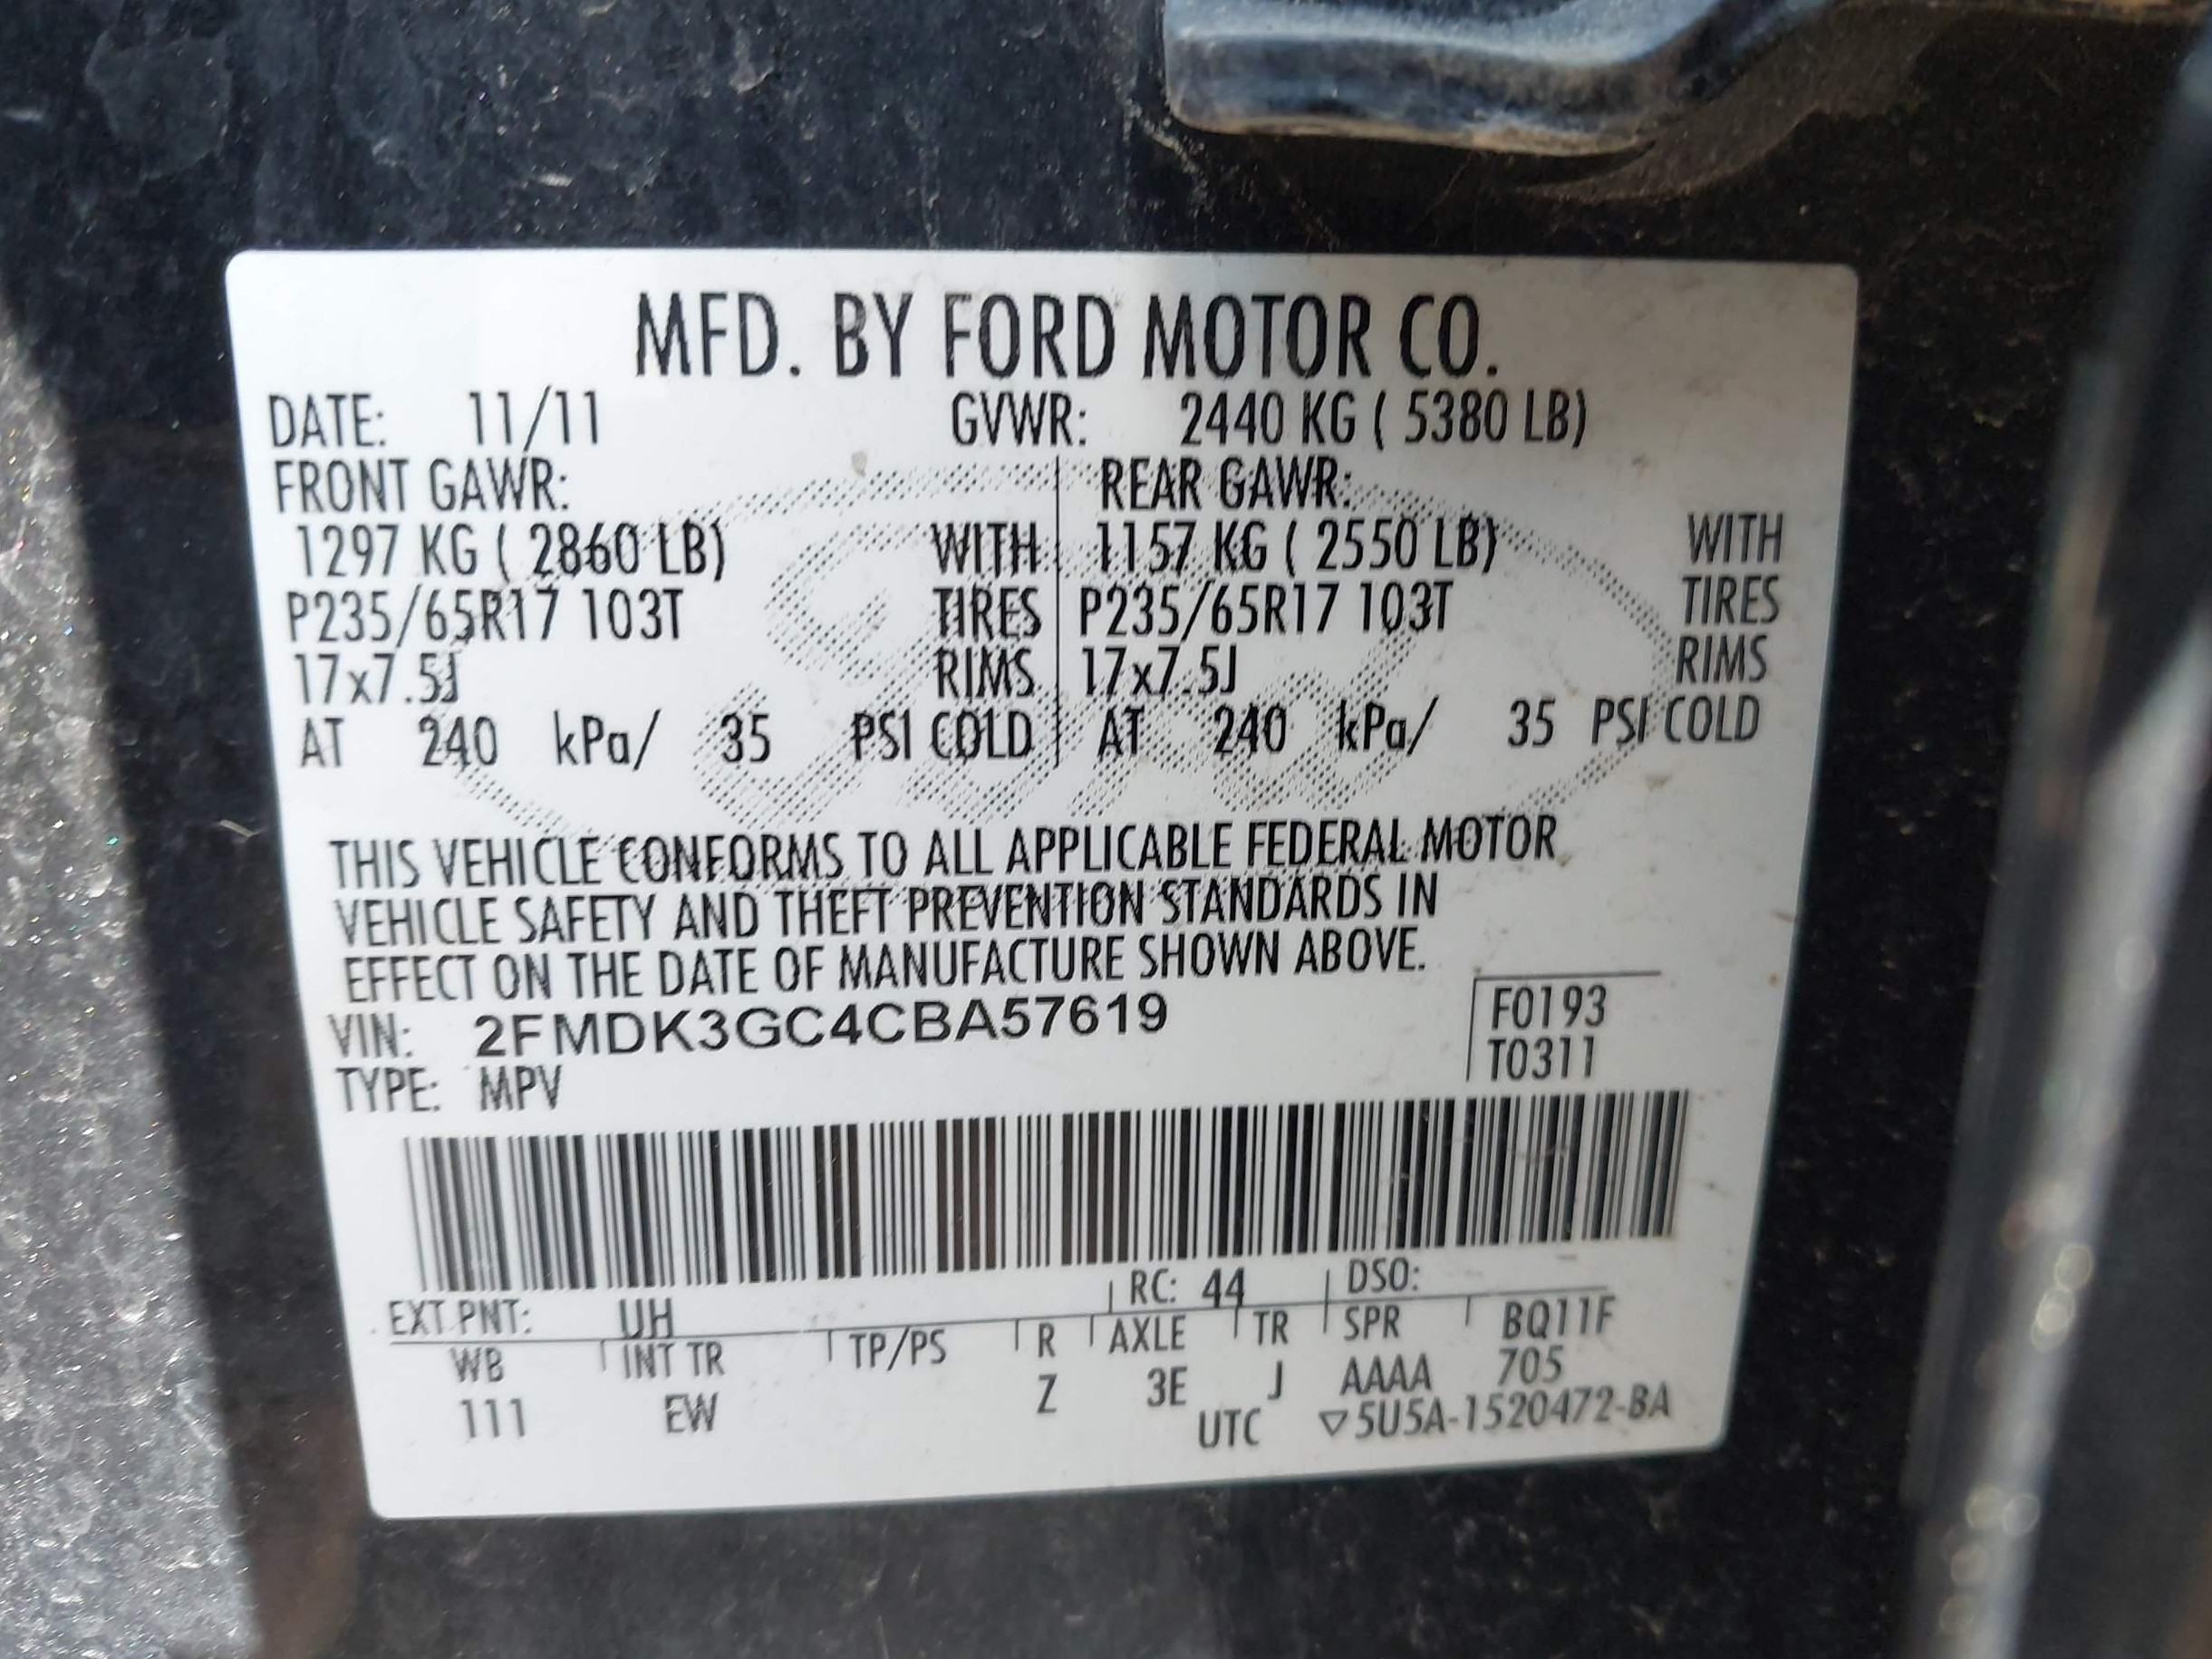 MFD. BY FORD MOTOR CO.
DATE: 11/11 GVWR: 2440 KG ( 5380 LB)
FRONT GAWR: REAR GAWR:
1297 KG ( 2860 LB) WITH 1157 KG ( 2550 LB) WITH
P235/65R17 103T TIRES P235/65R17 103T TIRES
17x7.5J RIMS 17x7.5J RIMS
AT 240 kPa/ 35 PSI COLD AT 240 kPa/ 35 PSI COLD
THIS VEHICLE CONFORMS TO ALL APPLICABLE FEDERAL MOTOR
VEHICLE SAFETY AND THEFT PREVENTION STANDARDS IN
EFFECT ON THE DATE OF MANUFACTURE SHOWN ABOVE.
VIN: 2FMDK3GC4CBA57619 F0193
TYPE: MPV T0311
EXT PNT: UH RC: 44 DSO:
WB INT TR TP/PS R AXLE TR SPR BQ11F
111 EW Z 3E J AAAA 705
UTC ▽5U5A-1520472-BA